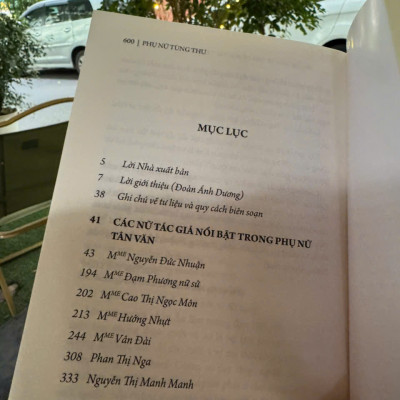 600 | PHỤ NỮ TÙNG THƯ
MỤC LỤC
5 Lời Nhà xuất bản
7 Lời giới thiệu (Đoàn Ánh Dương)
38 Ghi chú về tư liệu và quy cách biên soạn
41 CÁC NỮ TÁC GIẢ NỔI BẬT TRONG PHỤ NỮ
TÂN VĂN
43 Mᴹᴱ Nguyễn Đức Nhuận
194 Mᴹᴱ Đạm Phương nữ sử
202 Mᴹᴱ Cao Thị Ngọc Môn
213 Mᴹᴱ Hướng Nhựt
244 Mᴹᴱ Vân Đài
308 Phan Thị Nga
333 Nguyễn Thị Manh Manh